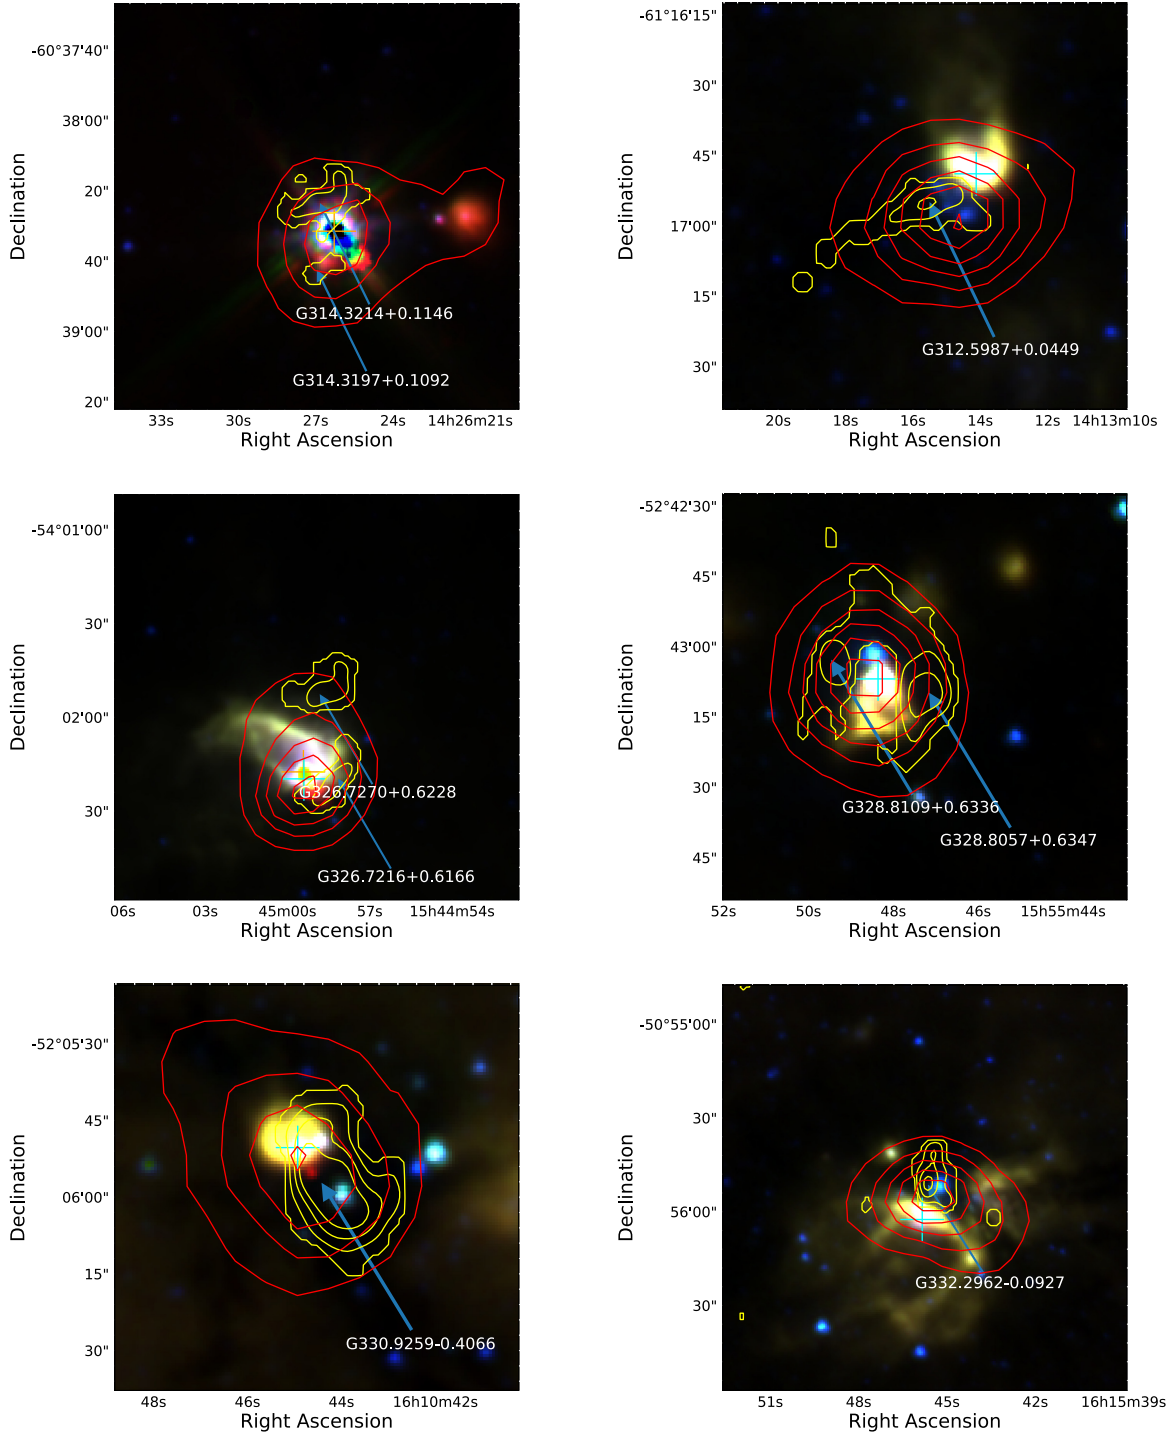 -60°37'40"
38'00"
20"
40"
39'00"
20"
Declination
G314.3214+0.1146
G314.3197+0.1092
33s 30s 27s 24s 14h26m21s
Right Ascension
-61°16'15"
30"
45"
17'00"
15"
30"
Declination
G312.5987+0.0449
20s 18s 16s 14s 12s 14h13m10s
Right Ascension
-54°01'00"
30"
02'00"
30"
Declination
G326.7270+0.6228
G326.7216+0.6166
06s 03s 45m00s 57s 15h44m54s
Right Ascension
-52°42'30"
45"
43'00"
15"
30"
45"
Declination
G328.8109+0.6336
G328.8057+0.6347
52s 50s 48s 46s 15h55m44s
Right Ascension
-52°05'30"
45"
06'00"
15"
30"
Declination
G330.9259-0.4066
48s 46s 44s 16h10m42s
Right Ascension
-50°55'00"
30"
56'00"
30"
Declination
G332.2962-0.0927
51s 48s 45s 42s 16h15m39s
Right Ascension